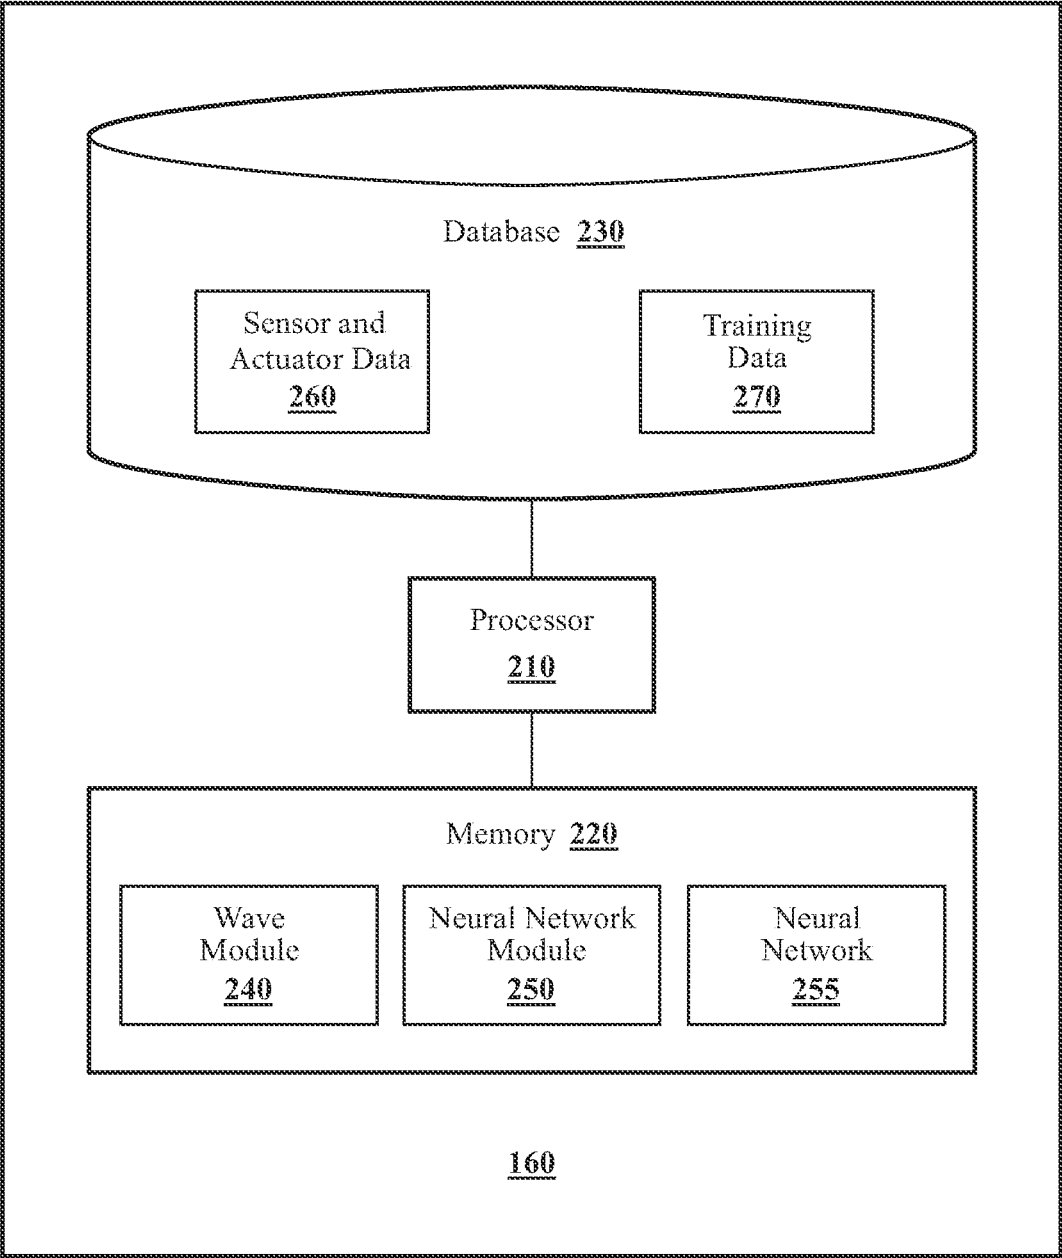 Database 230
Sensor and
Actuator Data
260
Training
Data
270
Processor
210
Memory 220
Wave
Module
240
Neural Network
Module
250
Neural
Network
255
160